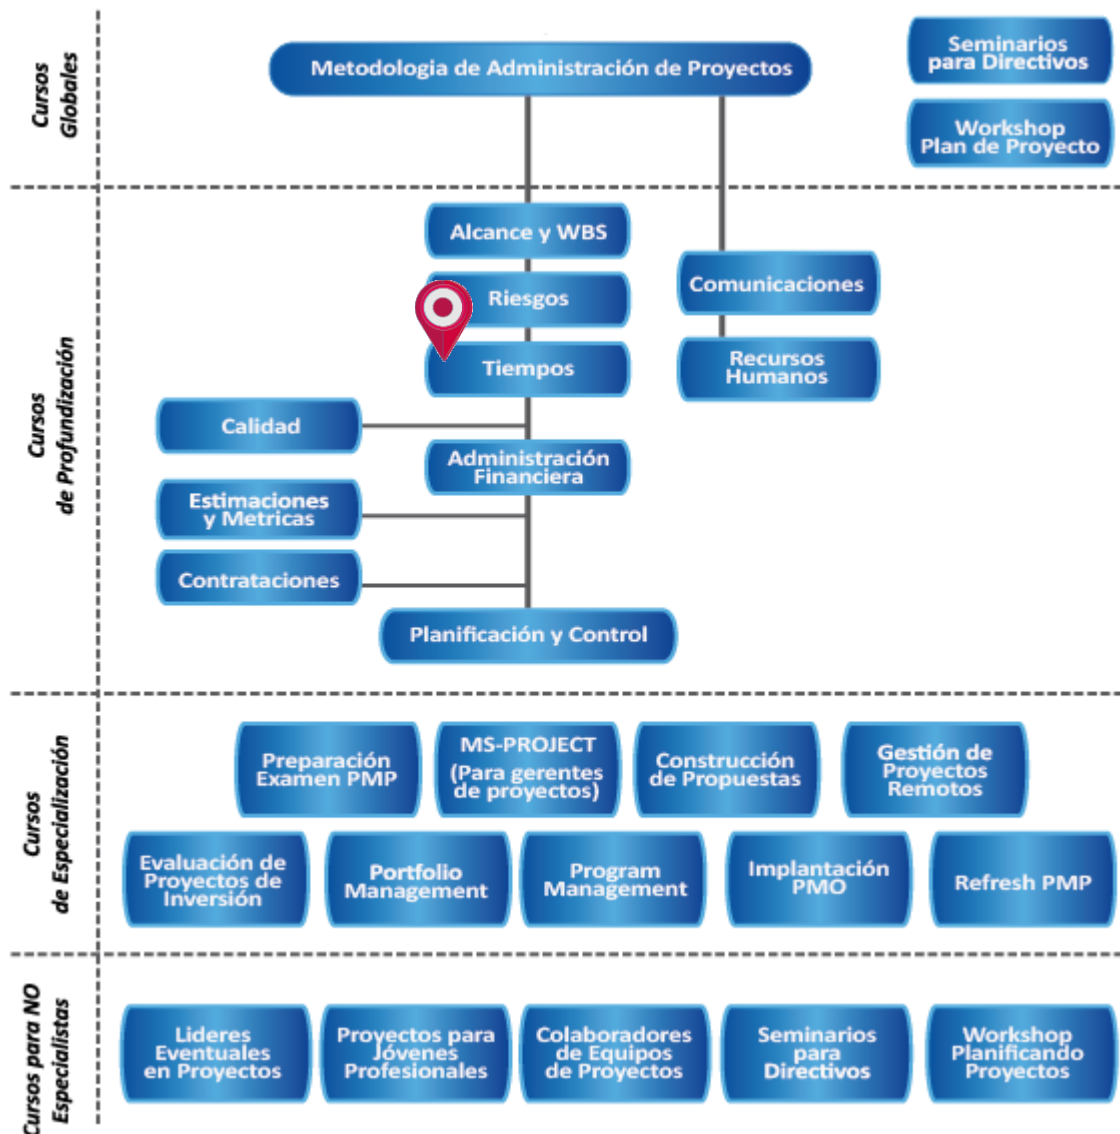 Cursos
Globales
Metodologia de Administración de Proyectos
Seminarios
para Directivos
Workshop
Plan de Proyecto
Cursos
de Profundización
Alcance y WBS
Riesgos
Tiempos
Comunicaciones
Recursos
Humanos
Calidad
Administración
Financiera
Estimaciones
y Metricas
Contrataciones
Planificación y Control
Cursos
de Especialización
Preparación
Examen PMP
MS-PROJECT
(Para gerentes
de proyectos)
Construcción
de Propuestas
Gestión de
Proyectos
Remotos
Evaluación de
Proyectos de
Inversión
Portfolio
Management
Program
Management
Implantación
PMO
Refresh PMP
Cursos para NO
Especialistas
Lideres
Eventuales
en Proyectos
Proyectos para
Jóvenes
Profesionales
Colaboradores
de Equipos
de Proyectos
Seminarios
para
Directivos
Workshop
Planificando
Proyectos